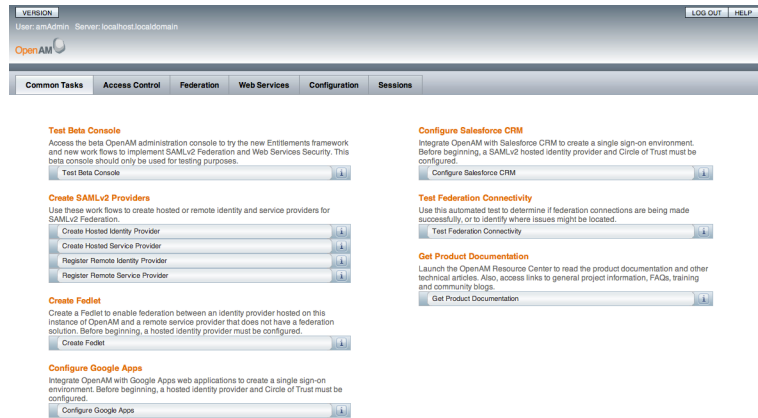 VERSION
LOG OUT HELP
User: amAdmin Server: localhost.localdomain
OpenAM
Common Tasks Access Control Federation Web Services Configuration Sessions
Test Beta Console
Access the beta OpenAM administration console to try the new Entitlements framework
and new work flows to implement SAMLv2 Federation and Web Services Security. This
beta console should only be used for testing purposes.
Test Beta Console
Create SAMLv2 Providers
Use these work flows to create hosted or remote identity and service providers for
SAMLv2 Federation.
Create Hosted Identity Provider
Create Hosted Service Provider
Register Remote Identity Provider
Register Remote Service Provider
Create Fedlet
Create a Fedlet to enable federation between an identity provider hosted on this
instance of OpenAM and a remote service provider that does not have a federation
solution. Before beginning, a hosted identity provider must be configured.
Create Fedlet
Configure Google Apps
Integrate OpenAM with Google Apps web applications to create a single sign-on
environment. Before beginning, a hosted identity provider and Circle of Trust must be
configured.
Configure Google Apps
Configure Salesforce CRM
Integrate OpenAM with Salesforce CRM to create a single sign-on environment.
Before beginning, a SAMLv2 hosted identity provider and Circle of Trust must be
configured.
Configure Salesforce CRM
Test Federation Connectivity
Use this automated test to determine if federation connections are being made
successfully, or to identify where issues might be located.
Test Federation Connectivity
Get Product Documentation
Launch the OpenAM Resource Center to read the product documentation and other
technical articles. Also, access links to general project information, FAQs, training
and community blogs.
Get Product Documentation